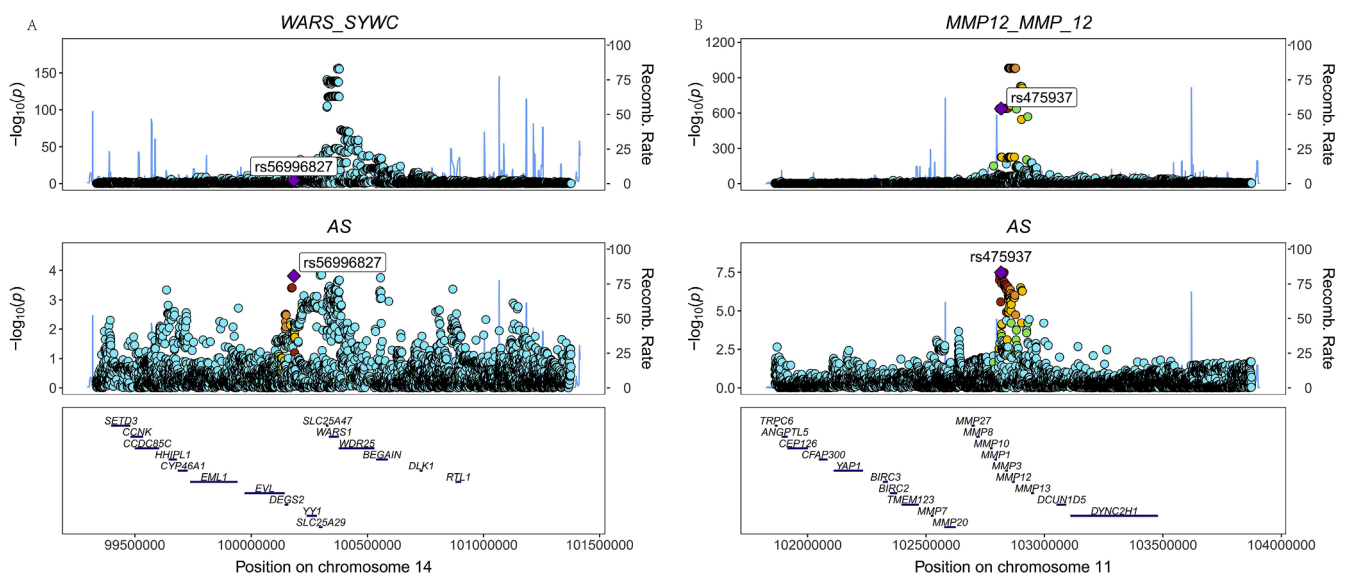 A
WARS_SYWC
−log10(p)
150
100
50
0
100
75
50
25
0
Recomb. Rate
rs56996827
AS
−log10(p)
4
3
2
1
0
100
75
50
25
0
Recomb. Rate
rs56996827
SETD3
SLC25A47
CCNK
WARS1
CCDC85C
WDR25
HHIPL1
BEGAIN
CYP46A1
DLK1
EML1
RTL1
EVL
DEGS2
YY1
SLC25A29
99500000 100000000 100500000 101000000 101500000
Position on chromosome 14
B
MMP12_MMP_12
−log10(p)
1200
900
600
300
0
100
75
50
25
0
Recomb. Rate
rs475937
AS
−log10(p)
7.5
5.0
2.5
0.0
100
75
50
25
0
Recomb. Rate
rs475937
TRPC6
MMP27
ANGPTL5
MMP8
CEP126
MMP10
CFAP300
MMP1
YAP1
MMP3
BIRC3
MMP12
BIRC2
MMP13
TMEM123
DCUN1D5
MMP7
DYNC2H1
MMP20
102000000 102500000 103000000 103500000 104000000
Position on chromosome 11